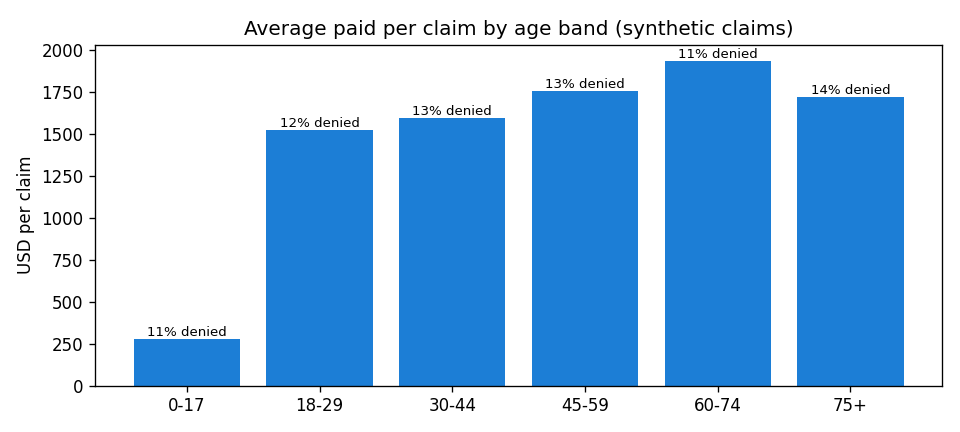 Average paid per claim by age band (synthetic claims)
USD per claim
2000
1750
1500
1250
1000
750
500
250
0
11% denied
12% denied
13% denied
13% denied
11% denied
14% denied
0-17
18-29
30-44
45-59
60-74
75+